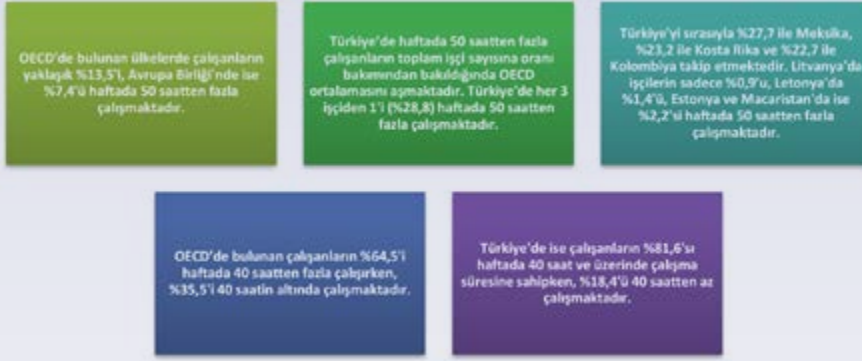 OECD'de bulunan ülkelerde çalışanların
yaklaşık %13,5'i, Avrupa Birliği'nde ise
%7,4'ü haftada 50 saatten fazla
çalışmaktadır.
Türkiye'de haftada 50 saatten fazla
çalışanların toplam işçi sayısına oranı
bakımından bakıldığında OECD
ortalamasını aşmaktadır. Türkiye'de her 3
işçiden 1'i (%28,8) haftada 50 saatten
fazla çalışmaktadır.
Türkiye'yi sırasıyla %27,7 ile Meksika,
%23,2 ile Kosta Rika ve %22,7 ile
Kolombiya takip etmektedir. Litvanya'da
işçilerin sadece %0,9'u, Letonya'da
%1,4'ü, Estonya ve Macaristan'da ise
%2,2'si haftada 50 saatten fazla
çalışmaktadır.
OECD'de bulunan çalışanların %64,5'i
haftada 40 saatten fazla çalışırken,
%35,5'i 40 saatin altında çalışmaktadır.
Türkiye'de ise çalışanların %81,6'sı
haftada 40 saat ve üzerinde çalışma
süresine sahipken, %18,4'ü 40 saatten az
çalışmaktadır.